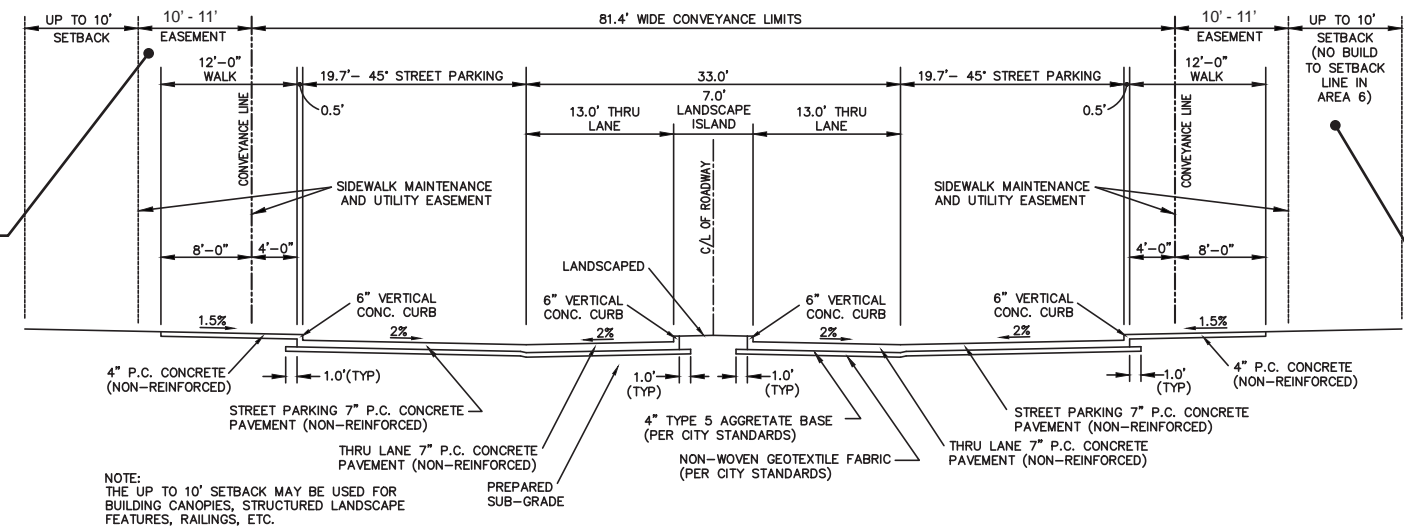 UP TO 10'
SETBACK
10' - 11'
EASEMENT
81.4' WIDE CONVEYANCE LIMITS
10' - 11'
EASEMENT
UP TO 10'
SETBACK
(NO BUILD
TO SETBACK
LINE IN
AREA 6)
12'-0"
WALK
19.7'- 45° STREET PARKING
33.0'
19.7'- 45° STREET PARKING
12'-0"
WALK
0.5'
13.0' THRU
LANE
7.0'
LANDSCAPE
ISLAND
13.0' THRU
LANE
0.5'
CONVEYANCE LINE
C/L OF ROADWAY
CONVEYANCE LINE
SIDEWALK MAINTENANCE
AND UTILITY EASEMENT
SIDEWALK MAINTENANCE
AND UTILITY EASEMENT
8'-0"
4'-0"
4'-0"
8'-0"
LANDSCAPED
6" VERTICAL
CONC. CURB
6" VERTICAL
CONC. CURB
6" VERTICAL
CONC. CURB
6" VERTICAL
CONC. CURB
1.5%
2%
2%
2%
2%
1.5%
4" P.C. CONCRETE
(NON-REINFORCED)
1.0'(TYP)
1.0'
(TYP)
1.0'
(TYP)
1.0'
(TYP)
4" P.C. CONCRETE
(NON-REINFORCED)
STREET PARKING 7" P.C. CONCRETE
PAVEMENT (NON-REINFORCED)
4" TYPE 5 AGGRETATE BASE
(PER CITY STANDARDS)
STREET PARKING 7" P.C. CONCRETE
PAVEMENT (NON-REINFORCED)
THRU LANE 7" P.C. CONCRETE
PAVEMENT (NON-REINFORCED)
NON-WOVEN GEOTEXTILE FABRIC
(PER CITY STANDARDS)
THRU LANE 7" P.C. CONCRETE
PAVEMENT (NON-REINFORCED)
PREPARED
SUB-GRADE
NOTE:
THE UP TO 10' SETBACK MAY BE USED FOR
BUILDING CANOPIES, STRUCTURED LANDSCAPE
FEATURES, RAILINGS, ETC.